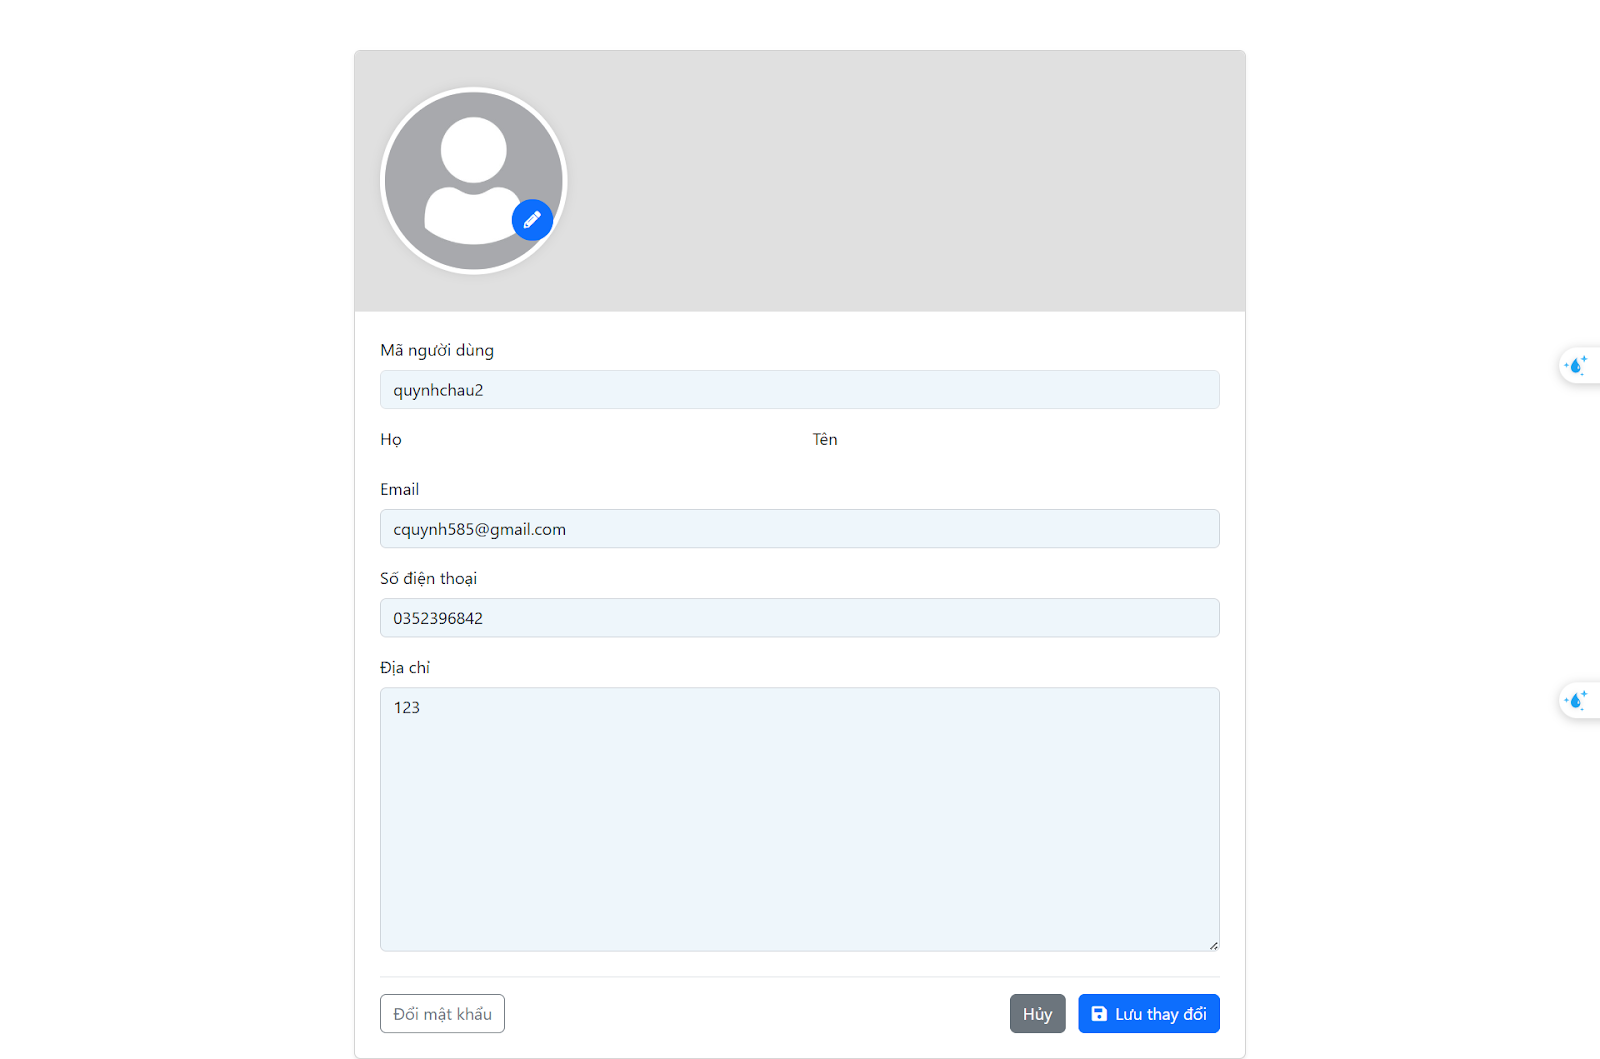 Mã người dùng
quynhchau2
Họ
Tên
Email
cquynh585@gmail.com
Số điện thoại
0352396842
Địa chỉ
123
Đổi mật khẩu
Hủy
Lưu thay đổi